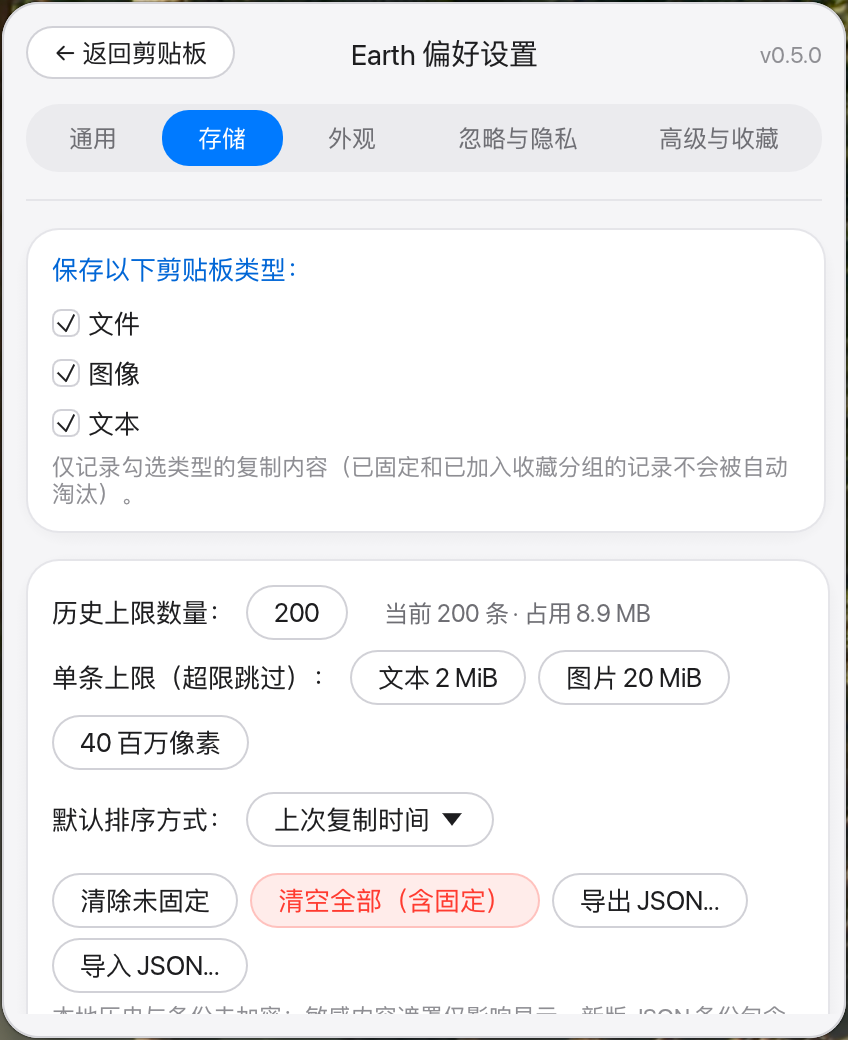 ← 返回剪贴板
Earth 偏好设置
v0.5.0
通用
存储
外观
忽略与隐私
高级与收藏
保存以下剪贴板类型：
文件
图像
文本
仅记录勾选类型的复制内容（已固定和已加入收藏分组的记录不会被自动
淘汰）。
历史上限数量： 200 当前 200 条 · 占用 8.9 MB
单条上限（超限跳过）： 文本 2 MiB 图片 20 MiB
40 百万像素
默认排序方式： 上次复制时间 ▼
清除未固定 清空全部（含固定） 导出 JSON...
导入 JSON...